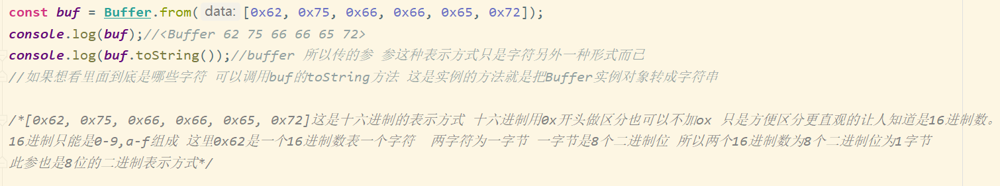 const buf = Buffer.from( data: [0x62, 0x75, 0x66, 0x66, 0x65, 0x72]);
console.log(buf);//<Buffer 62 75 66 66 65 72>
console.log(buf.toString());//buffer 所以传的参 参这种表示方式只是字符另外一种形式而已
//如果想看里面到底是哪些字符 可以调用buf的toString方法 这是实例的方法就是把Buffer实例对象转成字符串
/*[0x62, 0x75, 0x66, 0x66, 0x65, 0x72]这是十六进制的表示方式 十六进制用0x开头做区分也可以不加ox 只是方便区分更直观的让人知道是16进制数。
16进制只能是0-9,a-f组成 这里0x62是一个16进制数表一个字符  两字符为一字节 一字节是8个二进制位 所以两个16进制数为8个二进制位为1字节
此参也是8位的二进制表示方式*/